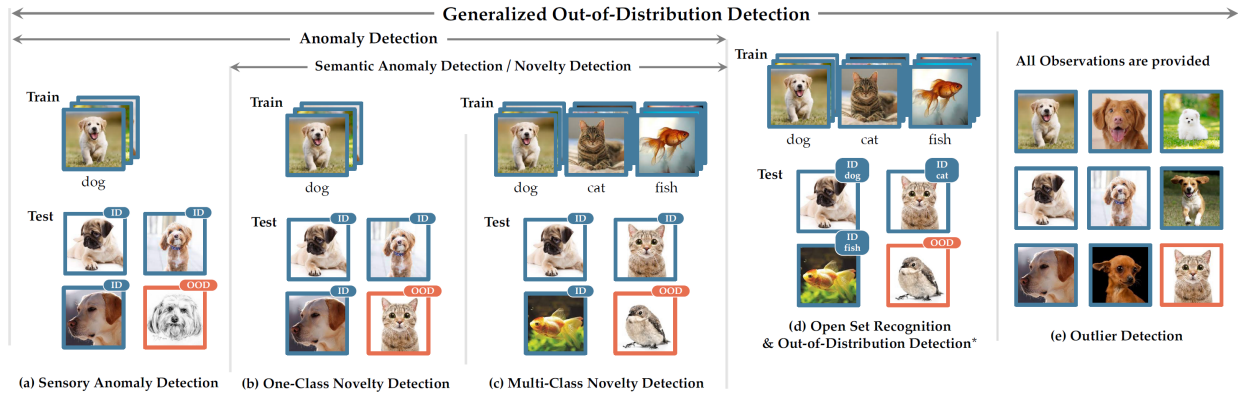 Generalized Out-of-Distribution Detection
Anomaly Detection
Semantic Anomaly Detection / Novelty Detection
Train
dog
Test
ID
ID
ID
OOD
(a) Sensory Anomaly Detection
dog
ID
ID
ID
OOD
(b) One-Class Novelty Detection
Train
dog
cat
fish
Test
ID
ID
ID
OOD
(c) Multi-Class Novelty Detection
Train
dog
cat
fish
Test
ID
dog
ID
cat
ID
fish
OOD
(d) Open Set Recognition
& Out-of-Distribution Detection*
All Observations are provided
(e) Outlier Detection